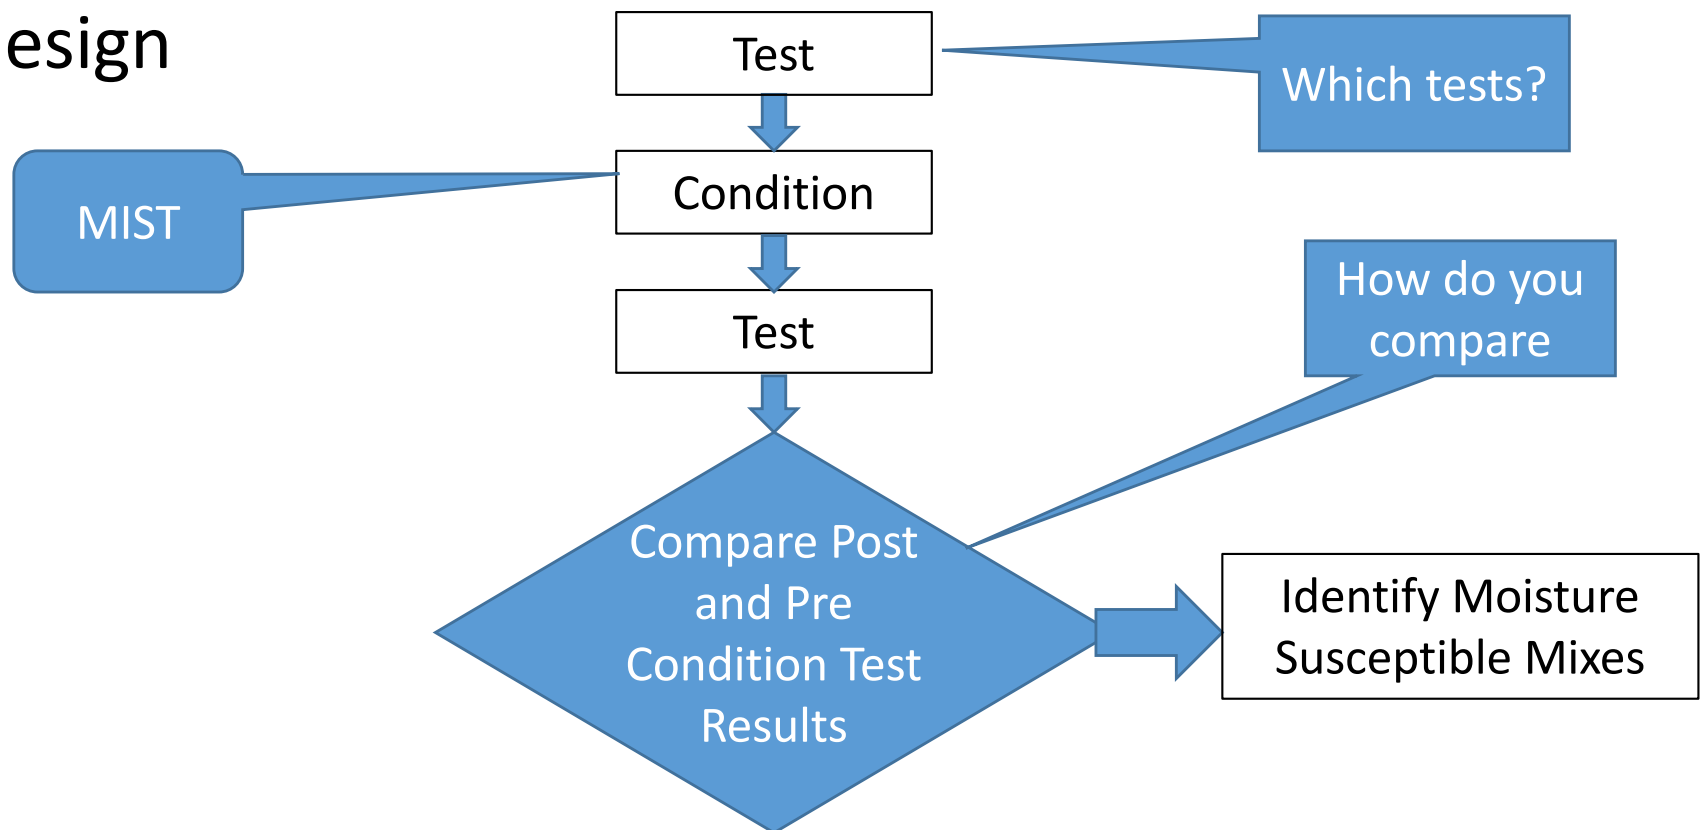 esign
Test
Which tests?
MIST
Condition
Test
How do you
compare
Compare Post
and Pre
Condition Test
Results
Identify Moisture
Susceptible Mixes